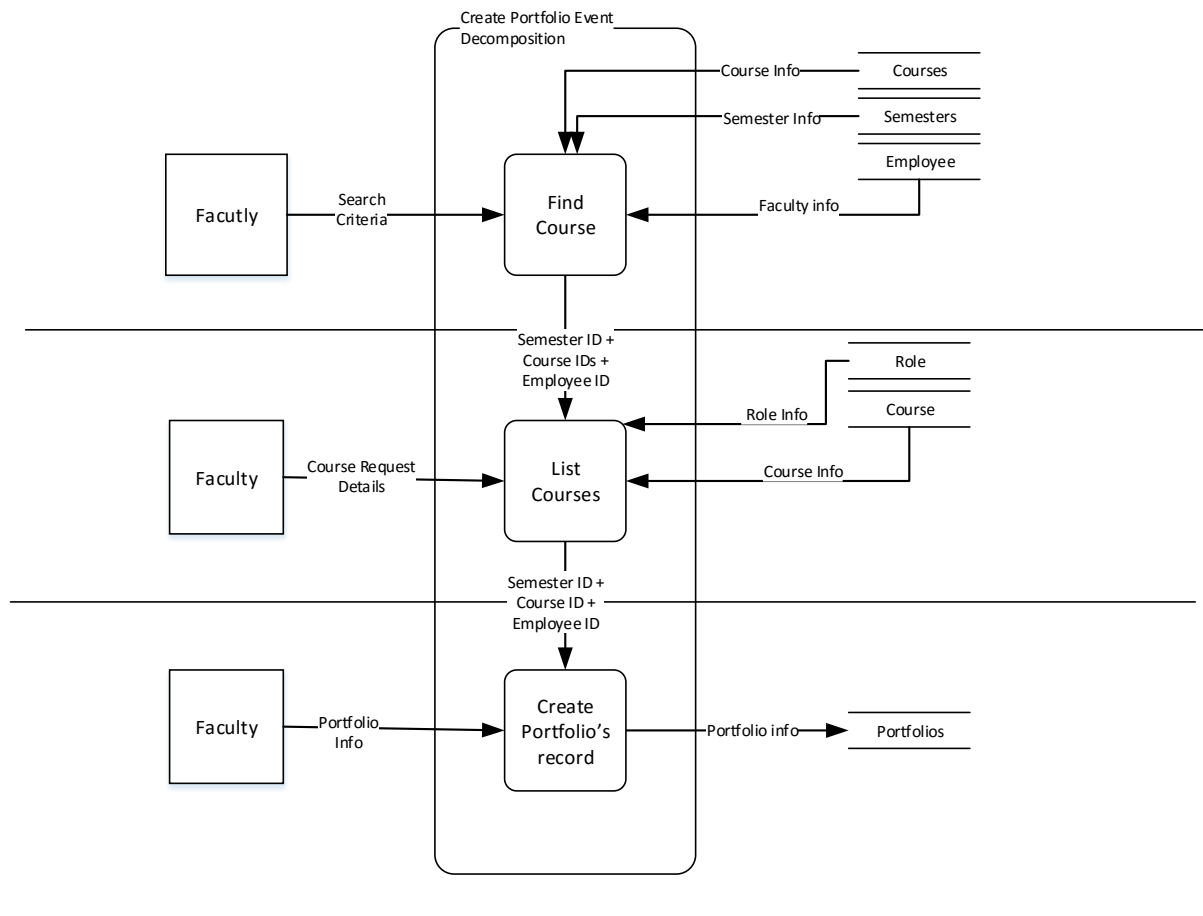 Create Portfolio Event
Decomposition
Course Info
Courses
Semester Info
Semesters
Employee
Facutly
Search
Criteria
Find
Course
Faculty info
Semester ID +
Course IDs +
Employee ID
Role
Role Info
Course
Faculty
Course Request
Details
List
Courses
Course Info
Semester ID +
Course ID +
Employee ID
Faculty
Portfolio
Info
Create
Portfolio's
record
Portfolio info
Portfolios